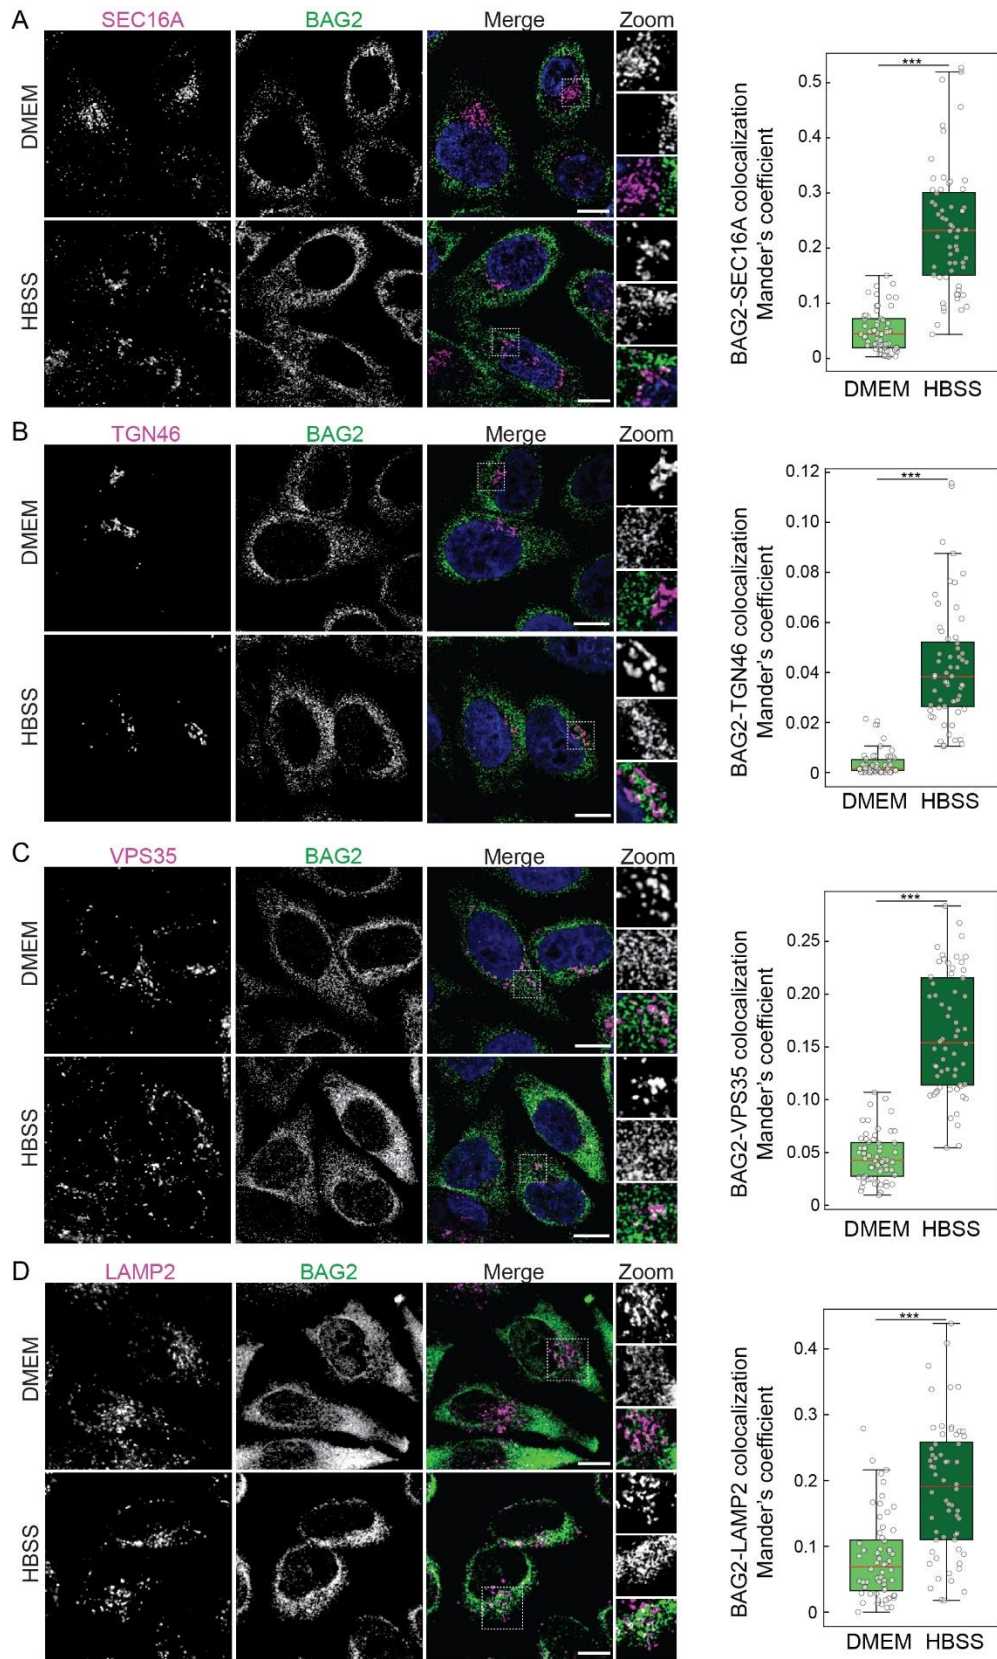 A
SEC16A BAG2 Merge Zoom
DMEM
HBSS
BAG2-SEC16A colocalization
Mander's coefficient
0.5
0.4
0.3
0.2
0.1
0
***
DMEM HBSS
B
TGN46 BAG2 Merge Zoom
DMEM
HBSS
BAG2-TGN46 colocalization
Mander's coefficient
0.12
0.10
0.08
0.06
0.04
0.02
0
***
DMEM HBSS
C
VPS35 BAG2 Merge Zoom
DMEM
HBSS
BAG2-VPS35 colocalization
Mander's coefficient
0.25
0.20
0.15
0.10
0.05
0
***
DMEM HBSS
D
LAMP2 BAG2 Merge Zoom
DMEM
HBSS
BAG2-LAMP2 colocalization
Mander's coefficient
0.4
0.3
0.2
0.1
0
***
DMEM HBSS